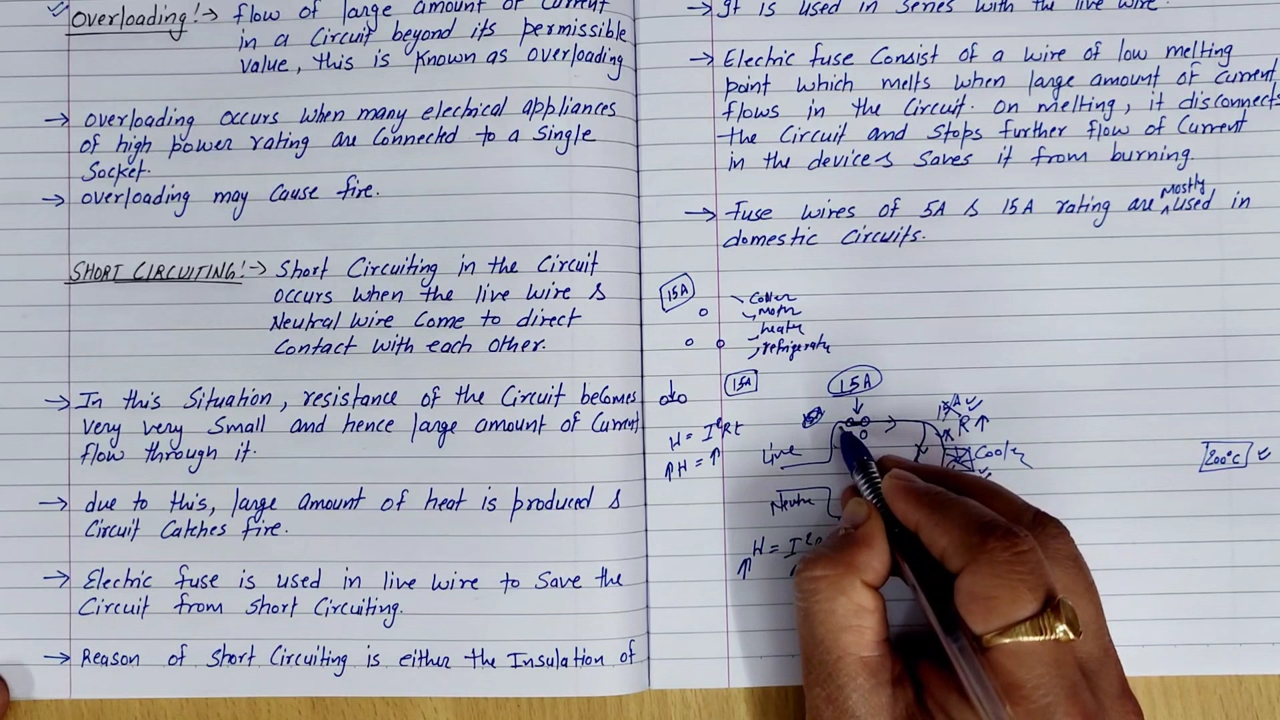 Overloading!→ flow of large amount of current
in a Circuit beyond its permissible
value, this is known as overloading
→ overloading occurs when many electrical appliances
of high power rating are Connected to a Single
Socket.
→ overloading may cause fire.
SHORT CIRCUITING!→ Short Circuiting in the Circuit
occurs when the live wire &
Neutral wire Come to direct
Contact with each other.
→ In this Situation, resistance of the Circuit becomes
very very Small and hence large amount of Current
flow through it.
→ due to this, large amount of heat is produced &
Circuit Catches fire.
→ Electric fuse is used in live wire to Save the
Circuit from short Circuiting.
→ Reason of short Circuiting is either the Insulation of
→ It is used in series with the live wire.
→ Electric fuse Consist of a wire of low melting
point which melts when large amount of Current
flows in the Circuit. on melting, it disconnects
the Circuit and Stops further flow of Current
in the device & Saves it from burning.
→ Fuse wires of 5A & 15A rating are Mostly used in
domestic Circuits.
15A
Motor
heater
refrigerator
15A
15A
H = I²Rt
↑H = ↑
Live
R↑
Cooler
200°C
H = I²
↑